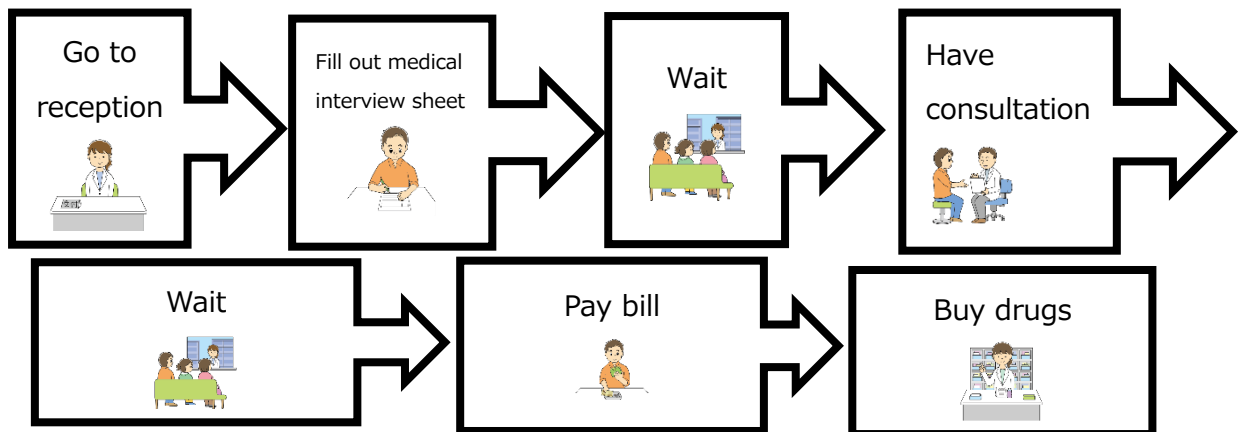 Go to
reception
Fill out medical
interview sheet
Wait
Have
consultation
Wait
Pay bill
Buy drugs